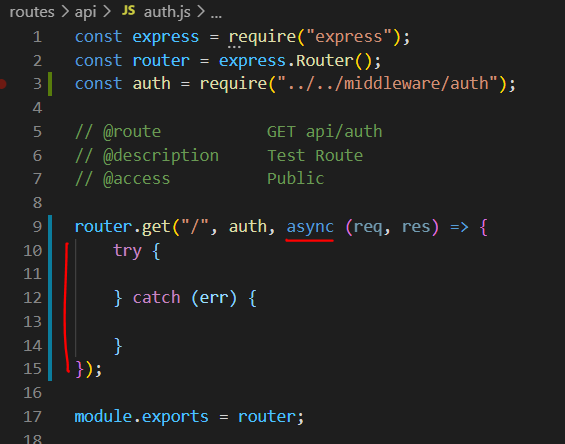 routes > api > JS auth.js > ...
1 const express = require("express");
2 const router = express.Router();
3 const auth = require("../../middleware/auth");
4
5 // @route          GET api/auth
6 // @description    Test Route
7 // @access         Public
8
9 router.get("/", auth, async (req, res) => {
10     try {
11
12     } catch (err) {
13
14     }
15 });
16
17 module.exports = router;
18